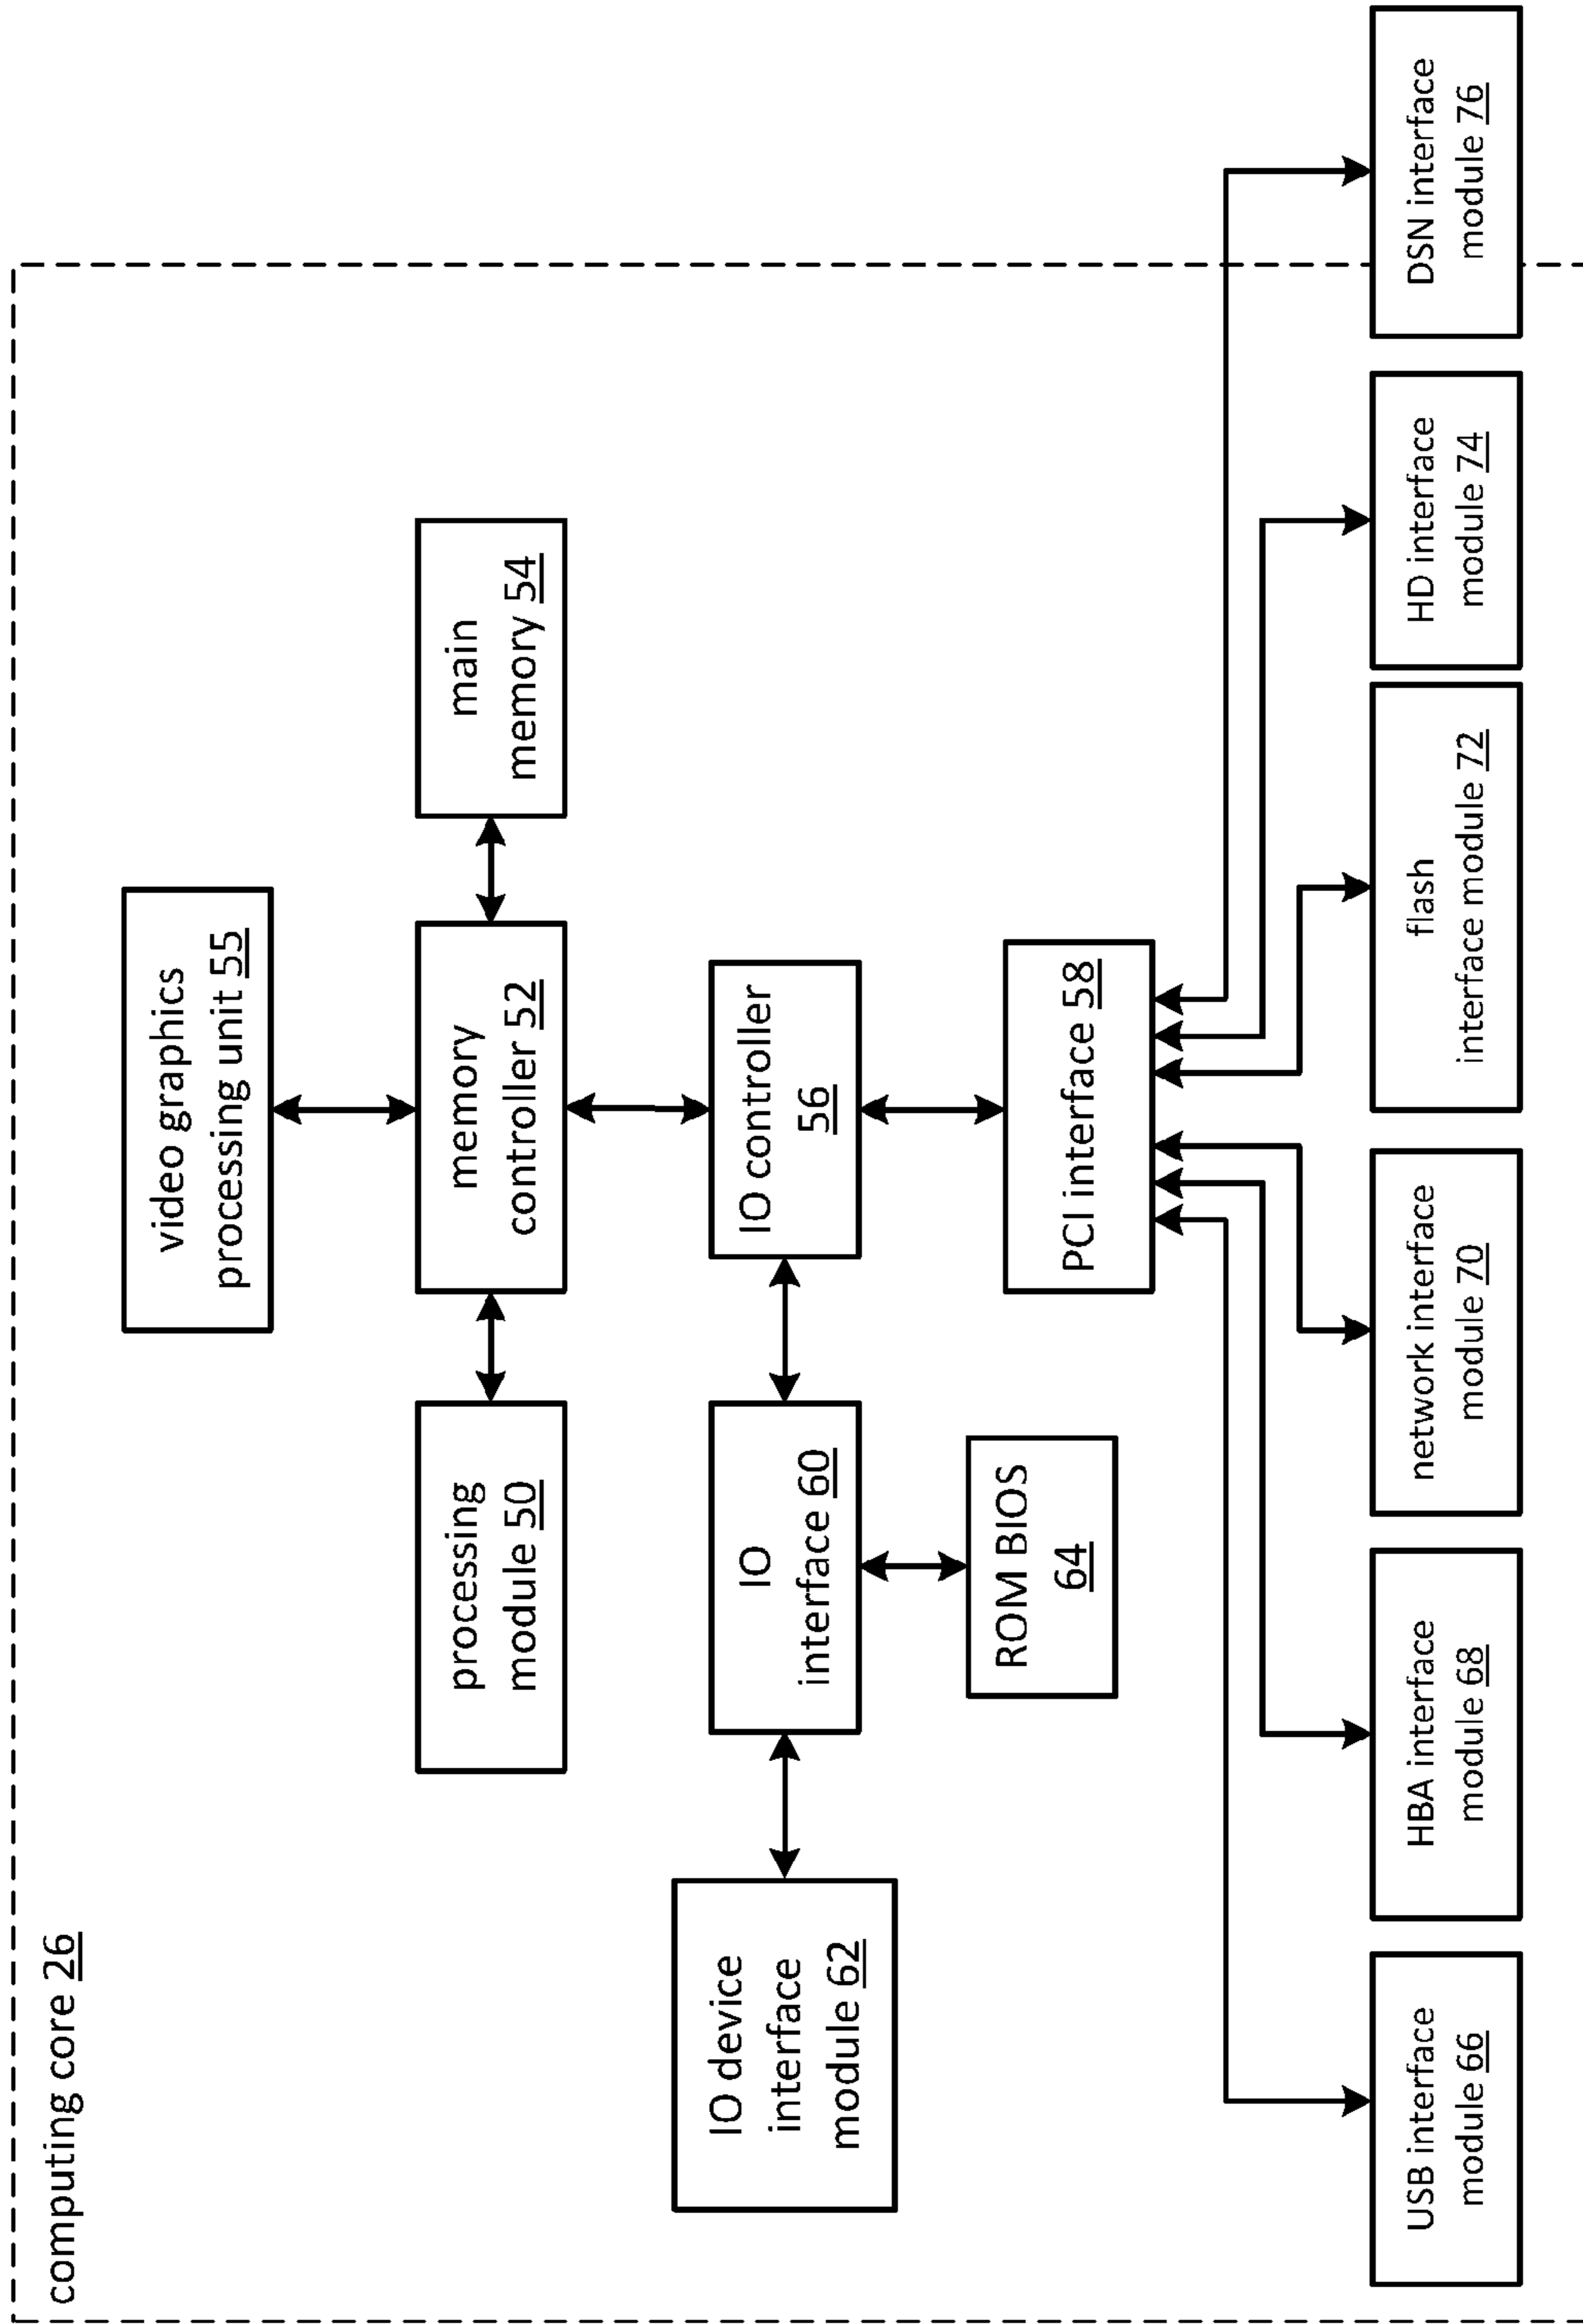 computing core 26
video graphics
processing unit 55
processing
module 50
memory
controller 52
main
memory 54
IO device
interface
module 62
IO
interface 60
IO controller
56
ROM BIOS
64
PCI interface 58
USB interface
module 66
HBA interface
module 68
network interface
module 70
flash
interface module 72
HD interface
module 74
DSN interface
module 76